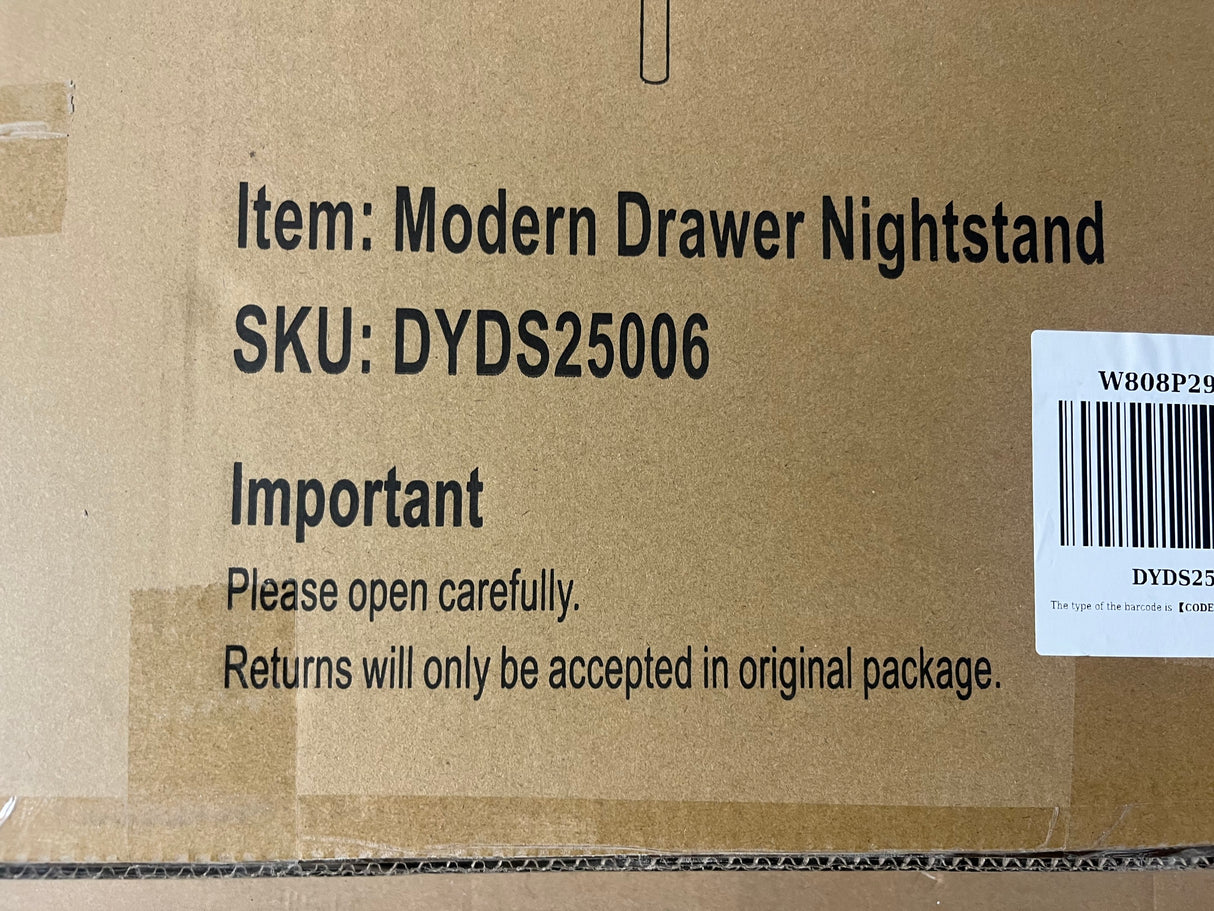 Item: Modern Drawer Nightstand
SKU: DYDS25006
Important
Please open carefully.
Returns will only be accepted in original package.
W808P29
DYDS25
The type of the barcode is 【CODE